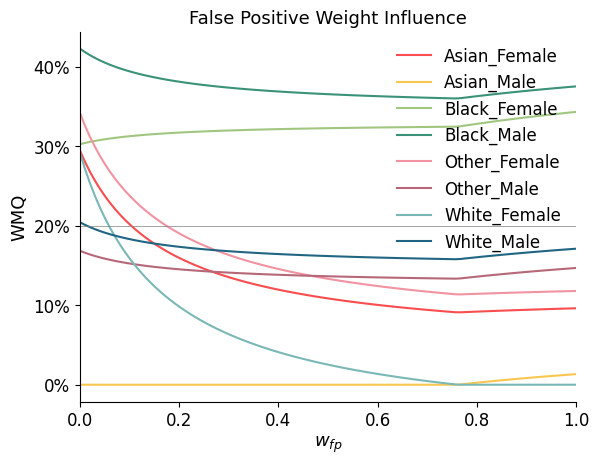 False Positive Weight Influence
WMQ
40%
30%
20%
10%
0%
0.0 0.2 0.4 0.6 0.8 1.0
w_fp
Asian_Female
Asian_Male
Black_Female
Black_Male
Other_Female
Other_Male
White_Female
White_Male